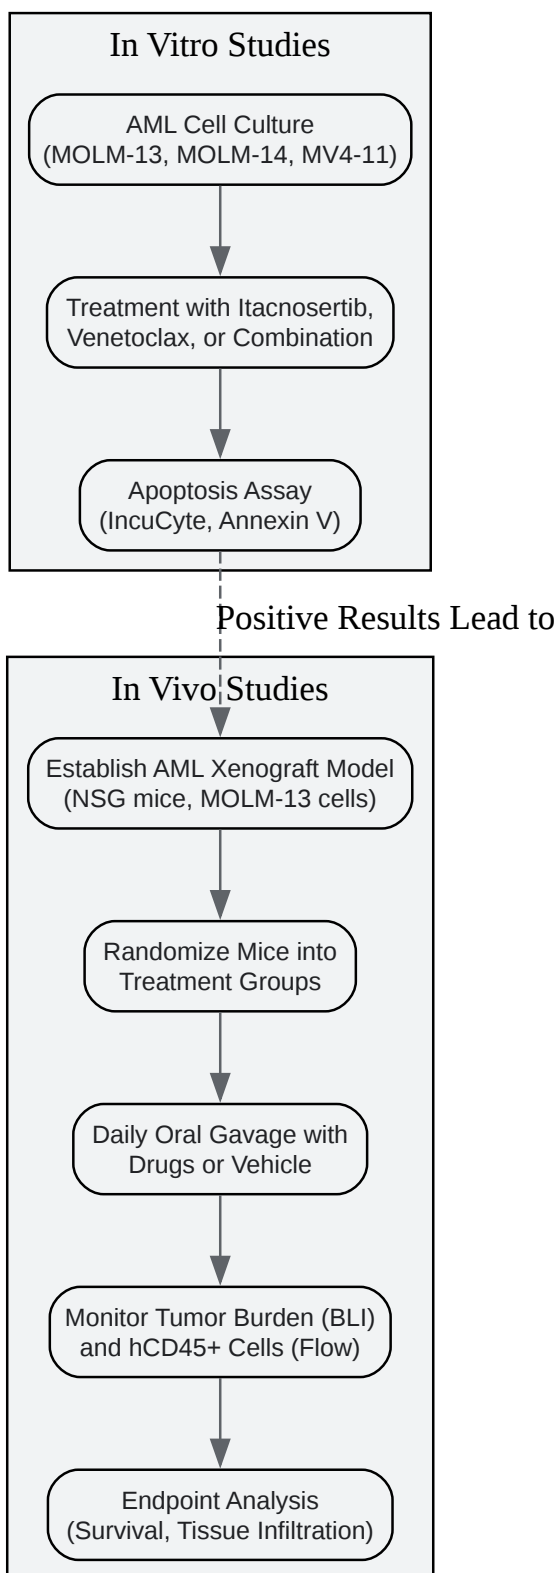 In Vitro Studies
AML Cell Culture
(MOLM-13, MOLM-14, MV4-11)
Treatment with Itacnosertib,
Venetoclax, or Combination
Apoptosis Assay
(IncuCyte, Annexin V)
Positive Results Lead to
In Vivo Studies
Establish AML Xenograft Model
(NSG mice, MOLM-13 cells)
Randomize Mice into
Treatment Groups
Daily Oral Gavage with
Drugs or Vehicle
Monitor Tumor Burden (BLI)
and hCD45+ Cells (Flow)
Endpoint Analysis
(Survival, Tissue Infiltration)